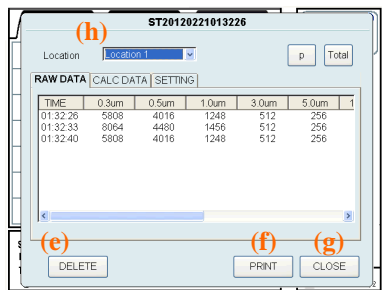 ST20120221013226
(h)
Location Location 1 p Total
RAW DATA CALC DATA SETTING
TIME 0.3um 0.5um 1.0um 3.0um 5.0um 1
01:32:26 5808 4016 1248 512 256
01:32:33 8064 4480 1456 512 256
01:32:40 5808 4016 1248 512 256
(e) (f) (g)
DELETE PRINT CLOSE